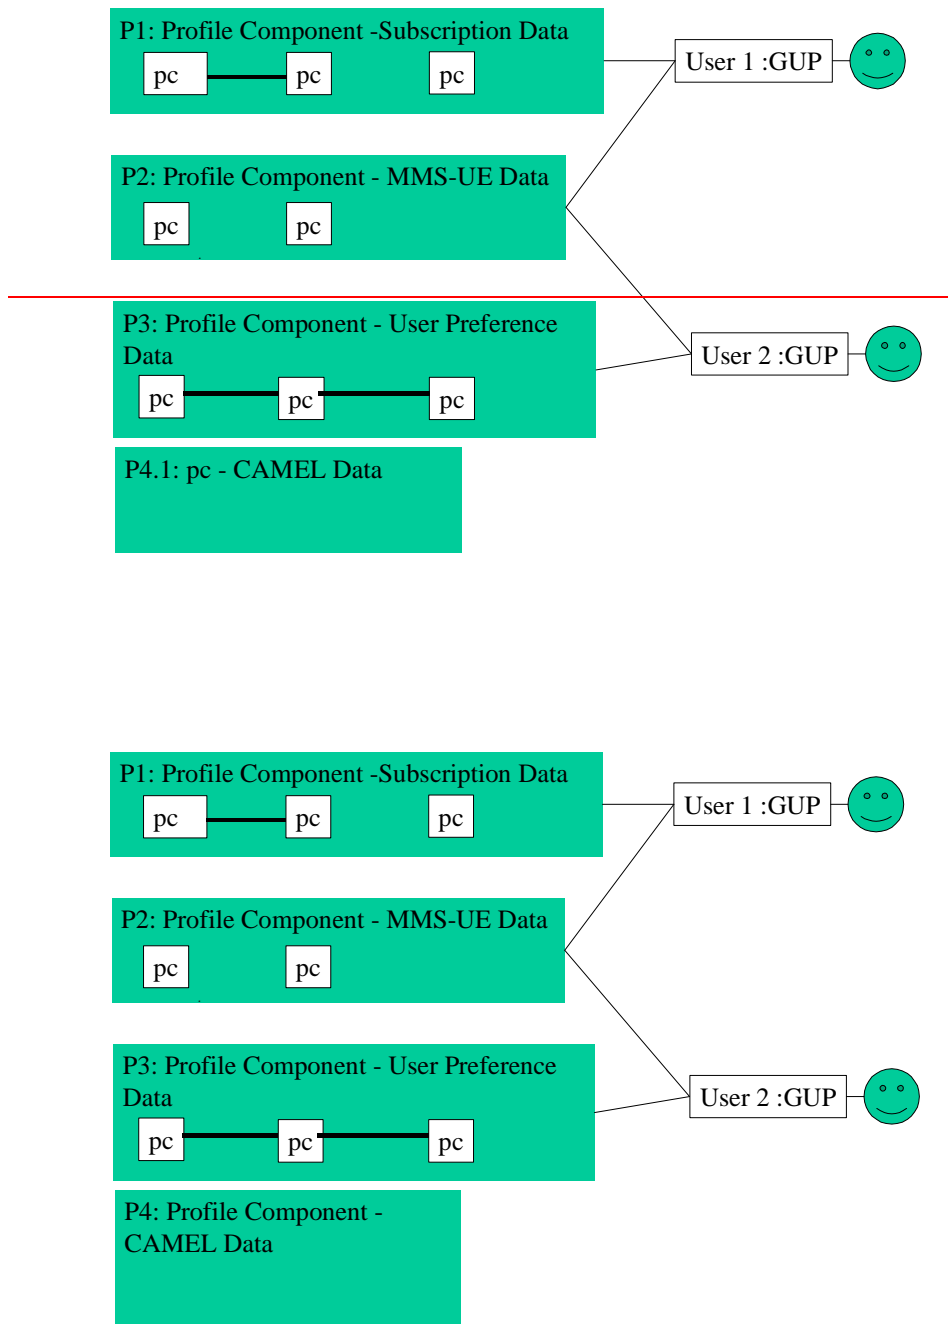 P1: Profile Component -Subscription Data
pc
pc
pc
User 1 :GUP
P2: Profile Component - MMS-UE Data
pc
pc
P3: Profile Component - User Preference
Data
pc
pc
pc
User 2 :GUP
P4.1: pc - CAMEL Data
P1: Profile Component -Subscription Data
pc
pc
pc
User 1 :GUP
P2: Profile Component - MMS-UE Data
pc
pc
P3: Profile Component - User Preference
Data
pc
pc
pc
User 2 :GUP
P4: Profile Component -
CAMEL Data